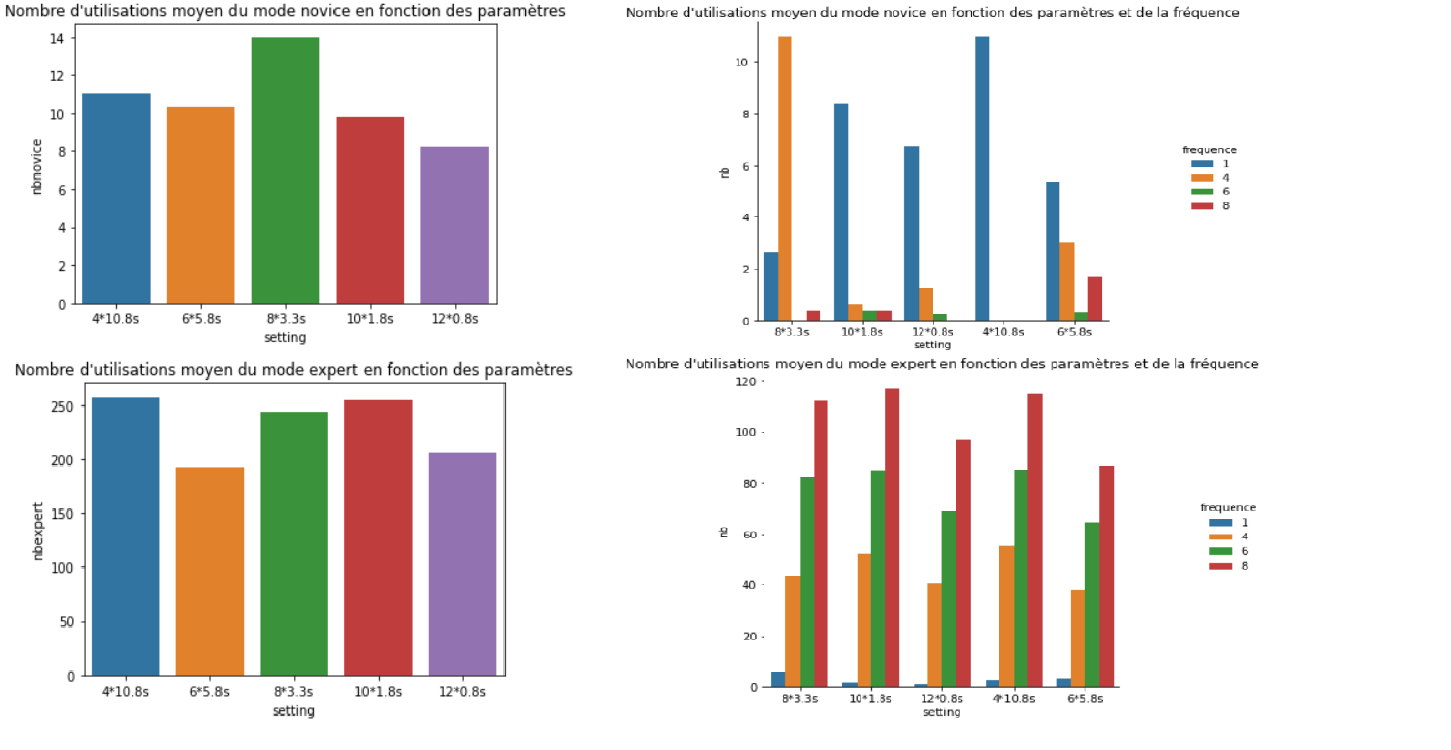 Nombre d'utilisations moyen du mode novice en fonction des paramètres
14
12
10
8
6
4
2
0
nbnovice
4*10.8s 6*5.8s 8*3.3s 10*1.8s 12*0.8s
setting
Nombre d'utilisations moyen du mode novice en fonction des paramètres et de la fréquence
10
8
6
4
2
0
nb
8*3.3s 10*1.8s 12*0.8s 4*10.8s 6*5.8s
setting
frequence
1
4
6
8
Nombre d'utilisations moyen du mode expert en fonction des paramètres
250
200
150
100
50
0
nbexpert
4*10.8s 6*5.8s 8*3.3s 10*1.8s 12*0.8s
setting
Nombre d'utilisations moyen du mode expert en fonction des paramètres et de la fréquence
120
100
80
60
40
20
0
nb
8*3.3s 10*1.8s 12*0.8s 4*10.8s 6*5.8s
setting
frequence
1
4
6
8